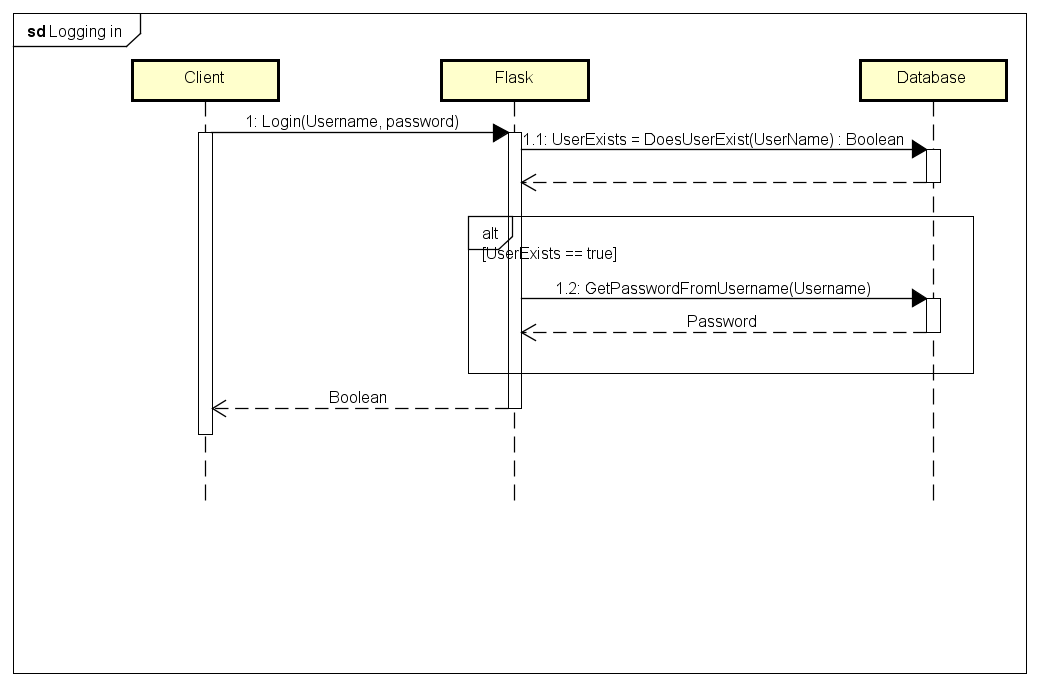 sd Logging in
Client
Flask
Database
1: Login(Username, password)
1.1: UserExists = DoesUserExist(UserName) : Boolean
alt
[UserExists == true]
1.2: GetPasswordFromUsername(Username)
Password
Boolean